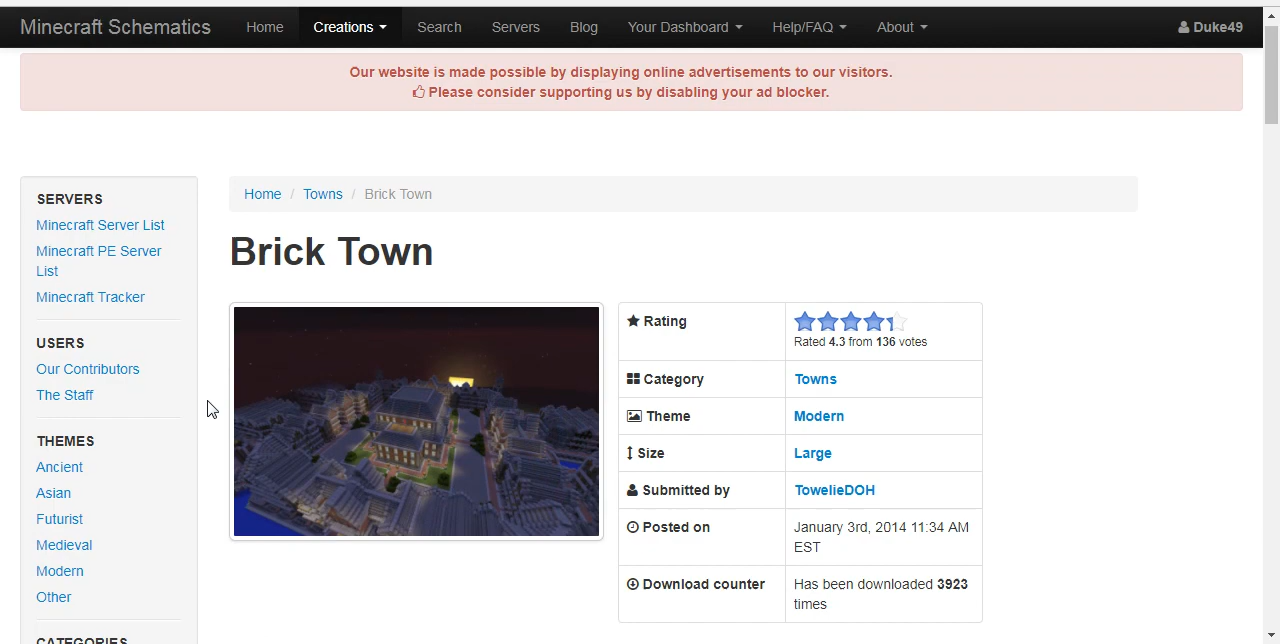 Minecraft Schematics Home Creations Search Servers Blog Your Dashboard Help/FAQ About Duke49
Our website is made possible by displaying online advertisements to our visitors.
Please consider supporting us by disabling your ad blocker.
SERVERS
Minecraft Server List
Minecraft PE Server
List
Minecraft Tracker
USERS
Our Contributors
The Staff
THEMES
Ancient
Asian
Futurist
Medieval
Modern
Other
CATEGORIES
Home / Towns / Brick Town
Brick Town
Rating
Rated 4.3 from 136 votes
Category Towns
Theme Modern
Size Large
Submitted by TowelieDOH
Posted on January 3rd, 2014 11:34 AM
EST
Download counter Has been downloaded 3923
times